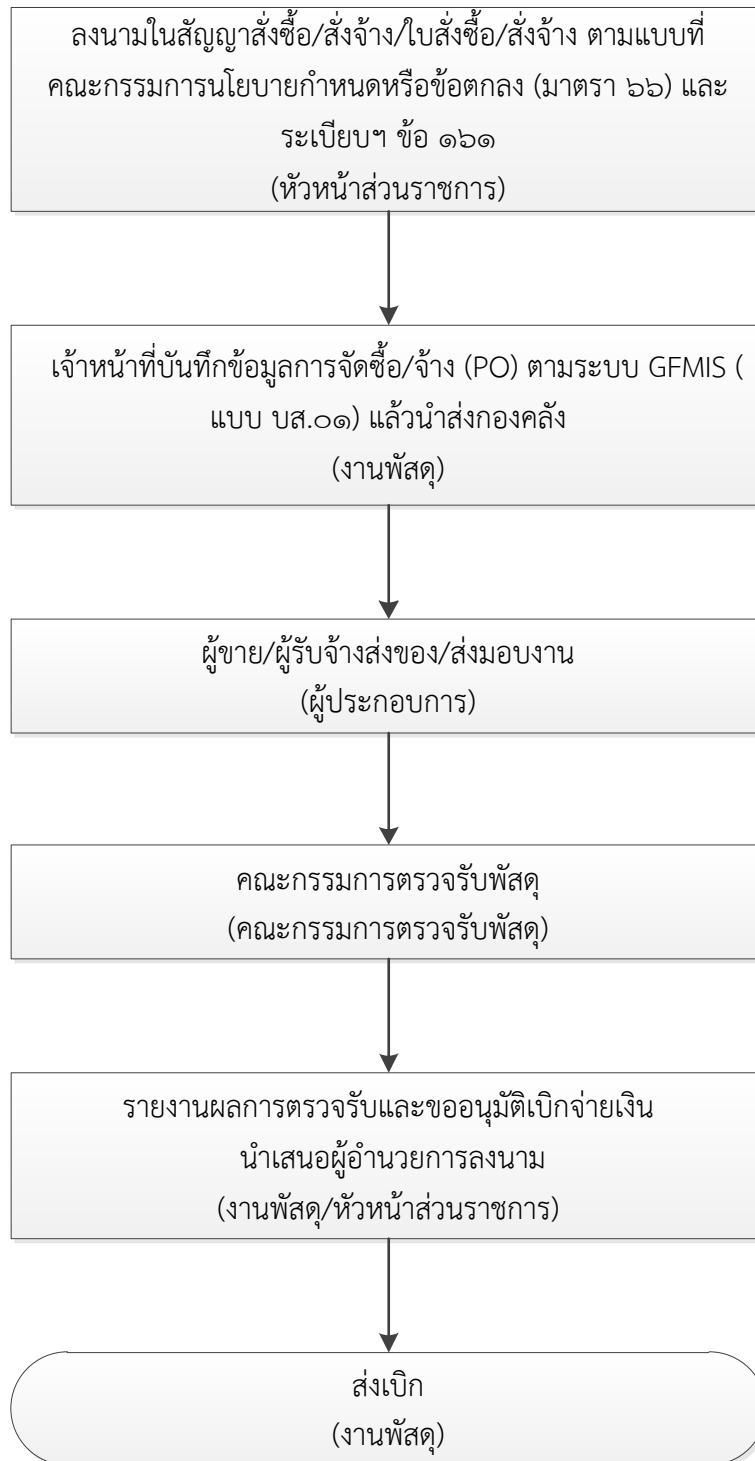 ลงนามในสัญญาสั่งซื้อ/สั่งจ้าง/ใบสั่งซื้อ/สั่งจ้าง ตามแบบที่
คณะกรรมการนโยบายกำหนดหรือข้อตกลง (มาตรา ๖๖) และ
ระเบียบฯ ข้อ ๑๖๑
(หัวหน้าส่วนราชการ)
เจ้าหน้าที่บันทึกข้อมูลการจัดซื้อ/จ้าง (PO) ตามระบบ GFMIS (
แบบ บส.๐๑) แล้วนำส่งกองคลัง
(งานพัสดุ)
ผู้ขาย/ผู้รับจ้างส่งของ/ส่งมอบงาน
(ผู้ประกอบการ)
คณะกรรมการตรวจรับพัสดุ
(คณะกรรมการตรวจรับพัสดุ)
รายงานผลการตรวจรับและขออนุมัติเบิกจ่ายเงิน
นำเสนอผู้อำนวยการลงนาม
(งานพัสดุ/หัวหน้าส่วนราชการ)
ส่งเบิก
(งานพัสดุ)